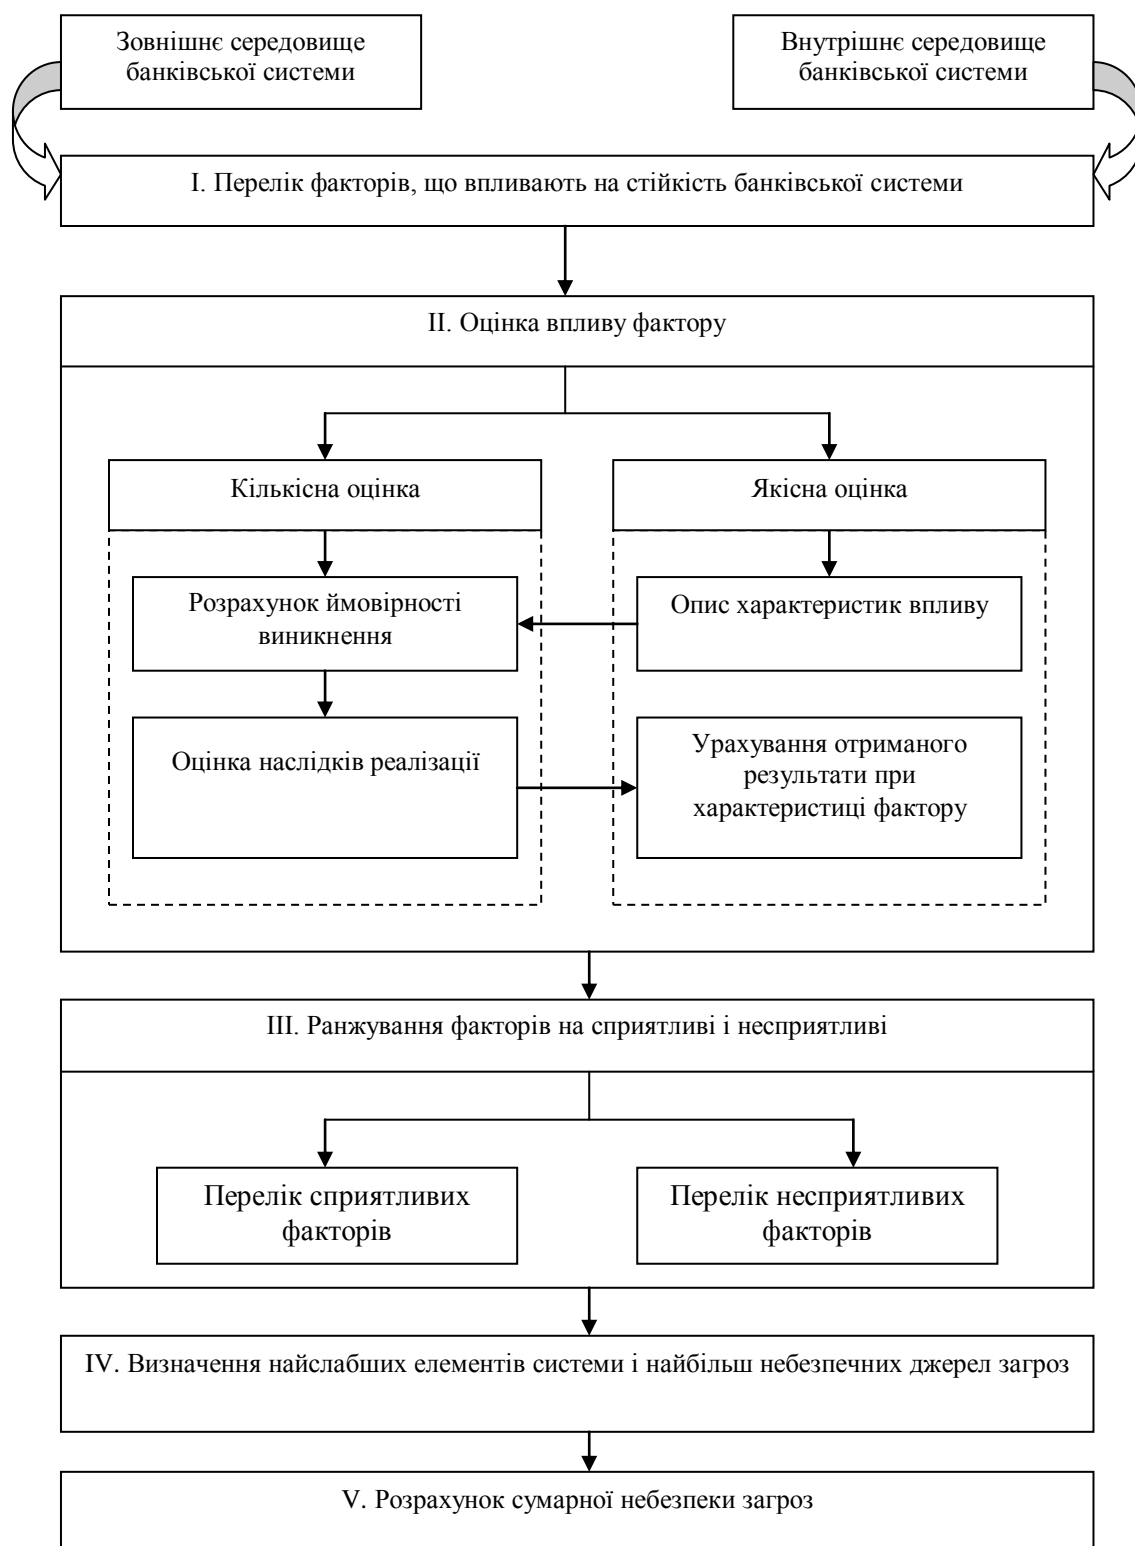 Зовнішнє середовище
банківської системи
Внутрішнє середовище
банківської системи
І. Перелік факторів, що впливають на стійкість банківської системи
ІІ. Оцінка впливу фактору
Кількісна оцінка
Якісна оцінка
Розрахунок ймовірності
виникнення
Опис характеристик впливу
Оцінка наслідків реалізації
Урахування отриманого
результати при
характеристиці фактору
ІІІ. Ранжування факторів на сприятливі і несприятливі
Перелік сприятливих
факторів
Перелік несприятливих
факторів
IV. Визначення найслабших елементів системи і найбільш небезпечних джерел загроз
V. Розрахунок сумарної небезпеки загроз